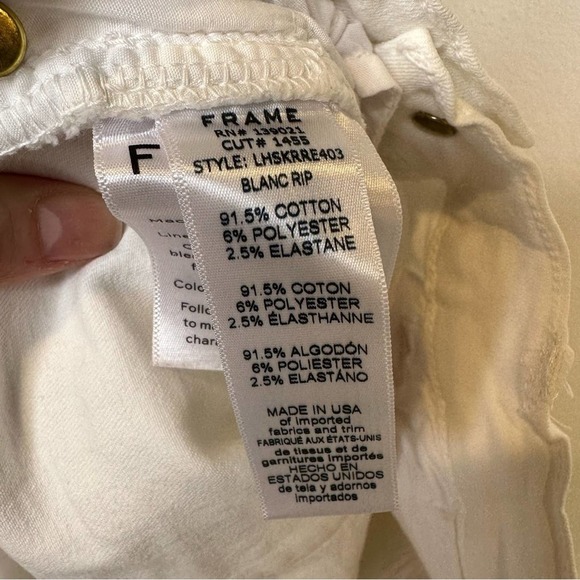 FRAME
RN# 139021
CUT# 1455
STYLE: LHSKRRE403
BLANC RIP
91.5% COTTON
6% POLYESTER
2.5% ELASTANE
91.5% COTON
6% POLYESTER
2.5% ÉLASTHANNE
91.5% ALGODÓN
6% POLIESTER
2.5% ELASTÁNO
MADE IN USA
of imported
fabrics and trim
FABRIQUÉ AUX ÉTATS-UNIS
de tissus et de
garnitures importés
HECHO EN
ESTADOS UNIDOS
de tela y adornos
importados
F
to